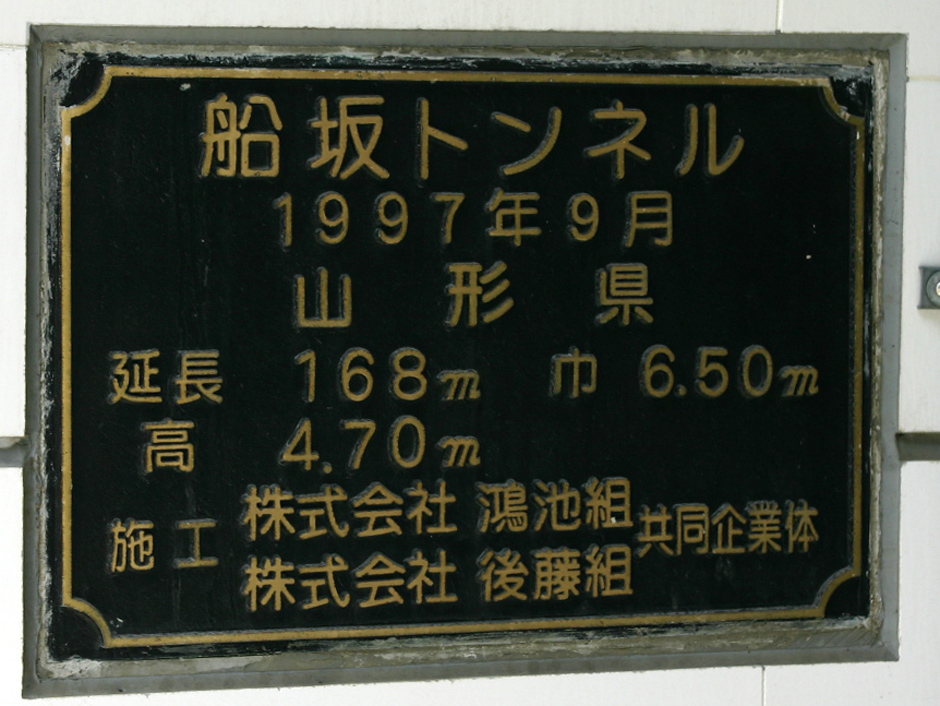 船坂トンネル
1997年9月
山形県
延長 168m 巾 6.50m
高 4.70m
施工 株式会社 鴻池組 共同企業体
株式会社 後藤組